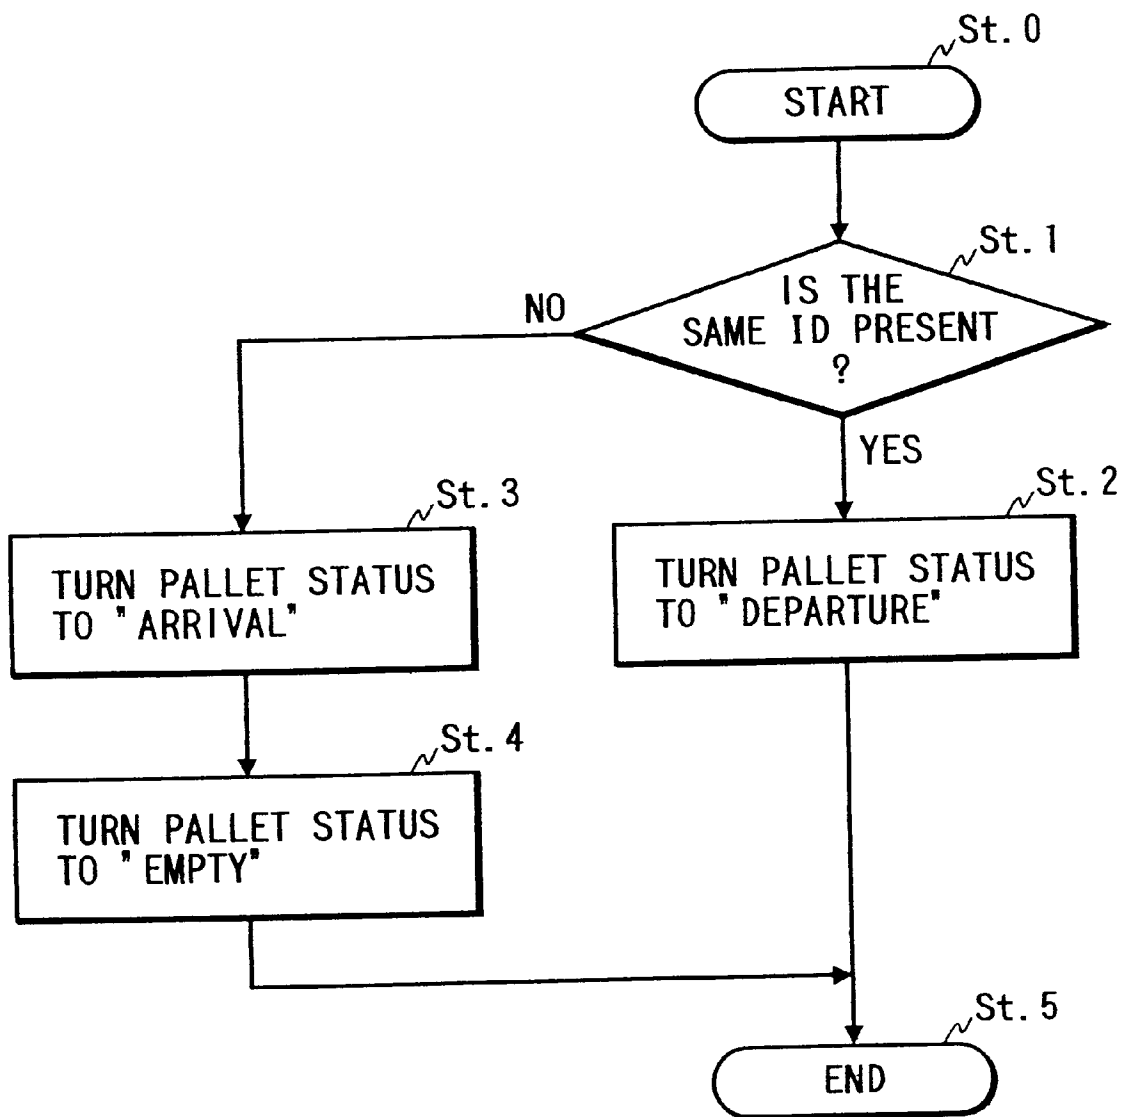 St. 0
START
St. 1
IS THE
SAME ID PRESENT
?
NO
YES
St. 3
St. 2
TURN PALLET STATUS
TO "ARRIVAL"
TURN PALLET STATUS
TO "DEPARTURE"
St. 4
TURN PALLET STATUS
TO "EMPTY"
St. 5
END